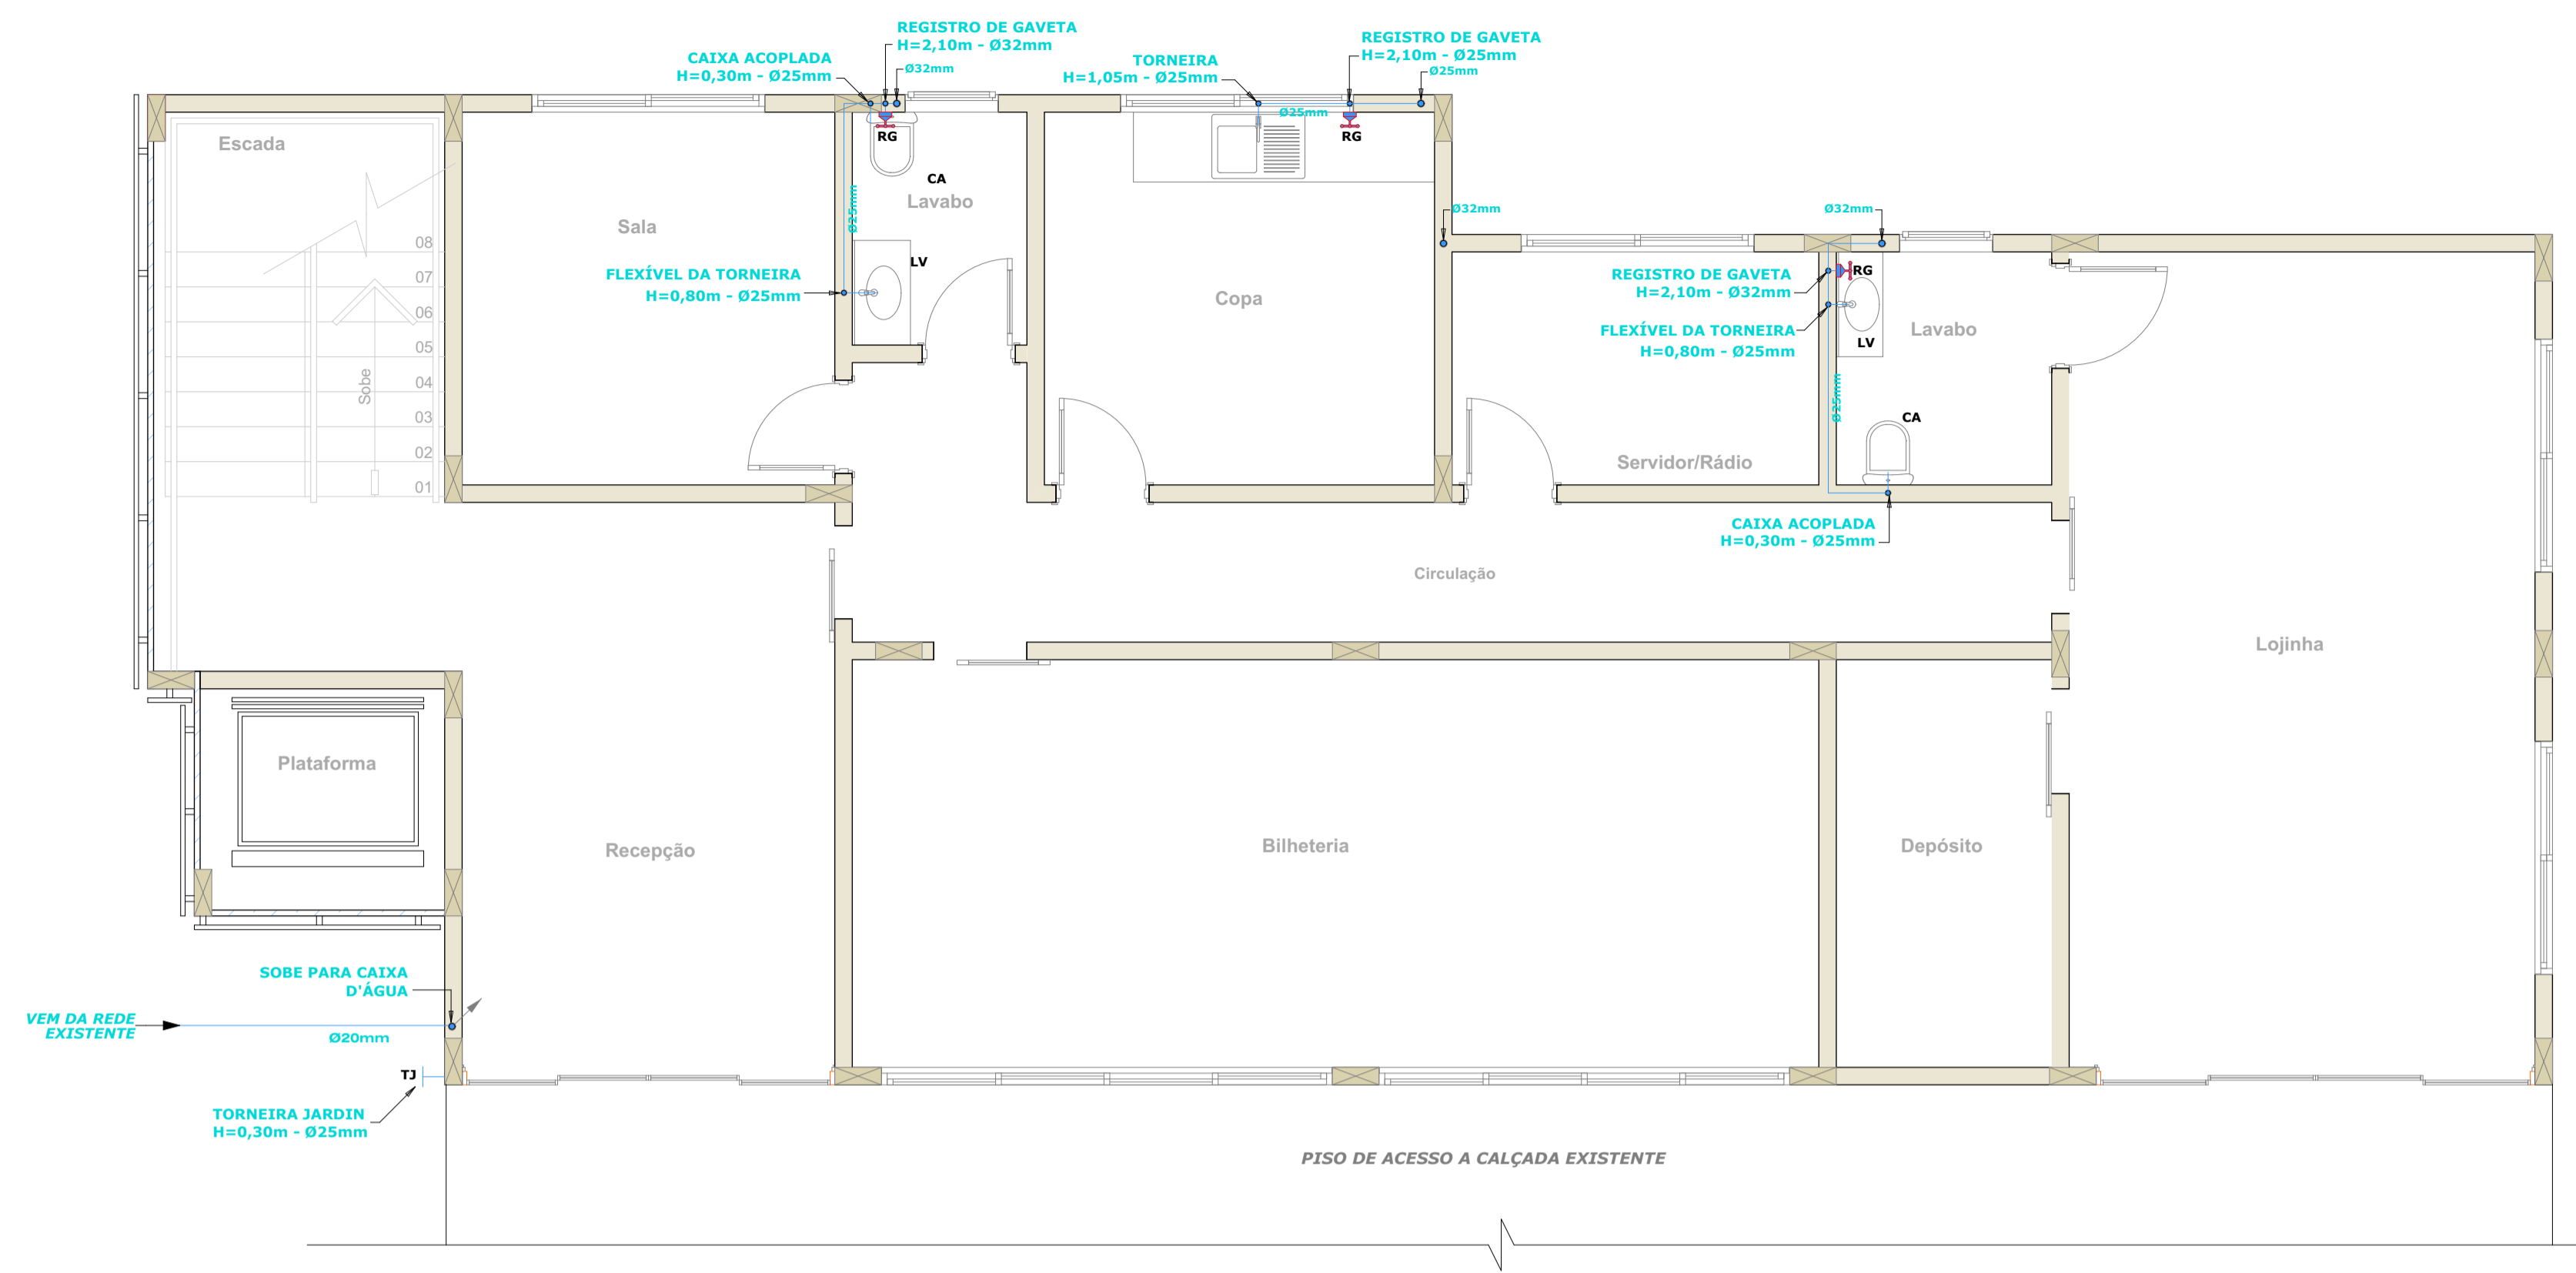 REGISTRO DE GAVETA
H=2,10m - Ø32mm
CAIXA ACOPLADA
H=0,30m - Ø25mm
Ø32mm
TORNEIRA
H=1,05m - Ø25mm
REGISTRO DE GAVETA
H=2,10m - Ø25mm
Ø25mm
Ø25mm
RG
RG
Escada
CA
Lavabo
Ø25mm
Sala
Ø32mm
Ø32mm
08
07
06
05
04
03
02
01
Sobe
LV
FLEXÍVEL DA TORNEIRA
H=0,80m - Ø25mm
Copa
REGISTRO DE GAVETA
H=2,10m - Ø32mm
RG
FLEXÍVEL DA TORNEIRA
H=0,80m - Ø25mm
LV
Lavabo
Ø25mm
CA
Servidor/Rádio
CAIXA ACOPLADA
H=0,30m - Ø25mm
Circulação
Lojinha
Plataforma
Recepção
Bilheteria
Depósito
SOBE PARA CAIXA
D'ÁGUA
VEM DA REDE
EXISTENTE
Ø20mm
TJ
TORNEIRA JARDIN
H=0,30m - Ø25mm
PISO DE ACESSO A CALÇADA EXISTENTE